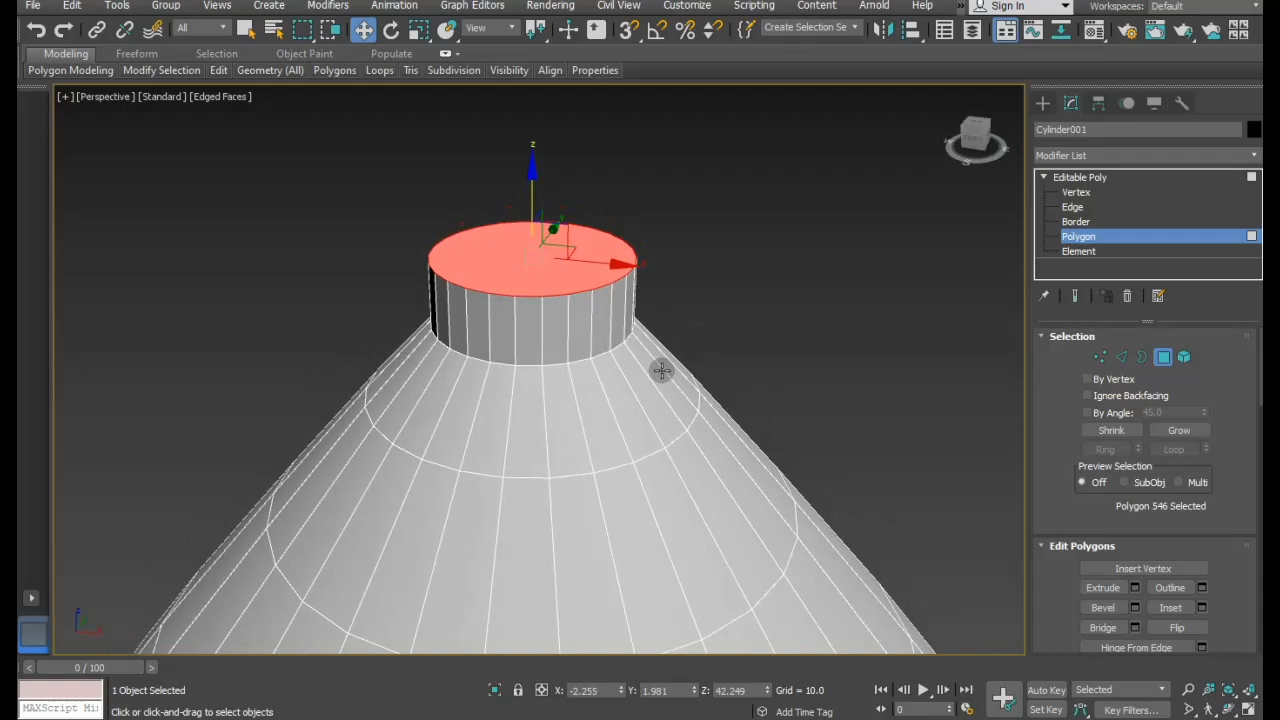 File Edit Tools Group Views Create Modifiers Animation Graph Editors Rendering Civil View Customize Scripting Content Arnold Help » Sign In Workspaces: Default
All View Create Selection Se
Modeling Freeform Selection Object Paint Populate
Polygon Modeling Modify Selection Edit Geometry (All) Polygons Loops Tris Subdivision Visibility Align Properties
[+] [Perspective] [Standard] [Edged Faces]
z
y
Cylinder001
Modifier List
Editable Poly
Vertex
Edge
Border
Polygon
Element
Selection
By Vertex
Ignore Backfacing
By Angle: 45.0
Shrink Grow
Ring Loop
Preview Selection
Off SubObj Multi
Polygon 546 Selected
Edit Polygons
Insert Vertex
Extrude Outline
Bevel Inset
Bridge Flip
Hinge From Edge
< 0 / 100 >
1 Object Selected X: -2.255 Y: 1.981 Z: 42.249 Grid = 10.0 Auto Key Selected
MAXScript Mi Click or click-and-drag to select objects Add Time Tag 0 Set Key Key Filters...